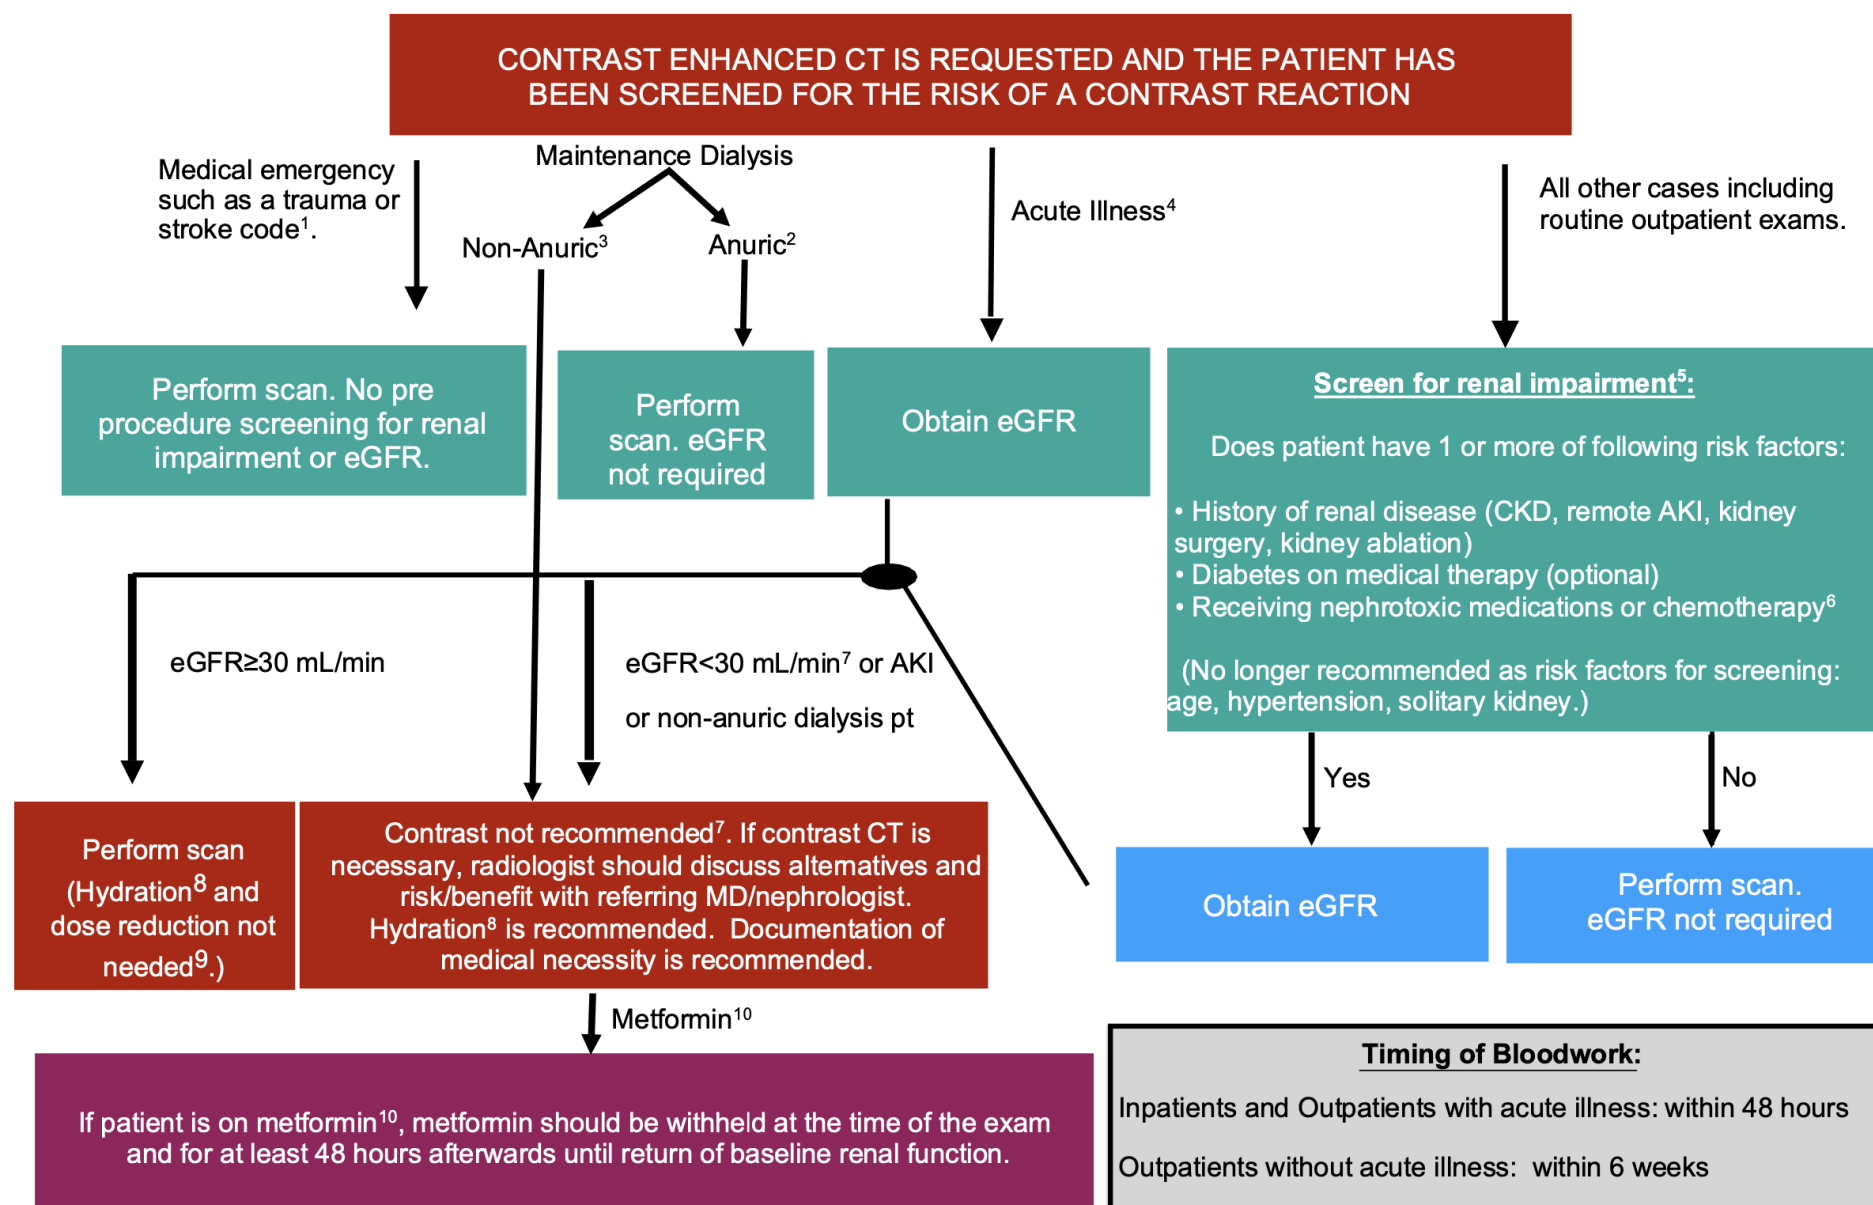 CONTRAST ENHANCED CT IS REQUESTED AND THE PATIENT HAS
BEEN SCREENED FOR THE RISK OF A CONTRAST REACTION
Medical emergency
such as a trauma or
stroke code¹.
Maintenance Dialysis
Non-Anuric³
Anuric²
Acute Illness⁴
All other cases including
routine outpatient exams.
Perform scan. No pre
procedure screening for renal
impairment or eGFR.
Perform
scan. eGFR
not required
Obtain eGFR
Screen for renal impairment⁵:
Does patient have 1 or more of following risk factors:
• History of renal disease (CKD, remote AKI, kidney
surgery, kidney ablation)
• Diabetes on medical therapy (optional)
• Receiving nephrotoxic medications or chemotherapy⁶
(No longer recommended as risk factors for screening:
age, hypertension, solitary kidney.)
eGFR≥30 mL/min
eGFR<30 mL/min⁷ or AKI
or non-anuric dialysis pt
Yes
No
Perform scan
(Hydration⁸ and
dose reduction not
needed⁹.)
Contrast not recommended⁷. If contrast CT is
necessary, radiologist should discuss alternatives and
risk/benefit with referring MD/nephrologist.
Hydration⁸ is recommended.  Documentation of
medical necessity is recommended.
Obtain eGFR
Perform scan.
eGFR not required
Metformin¹⁰
If patient is on metformin¹⁰, metformin should be withheld at the time of the exam
and for at least 48 hours afterwards until return of baseline renal function.
Timing of Bloodwork:
Inpatients and Outpatients with acute illness: within 48 hours
Outpatients without acute illness:  within 6 weeks